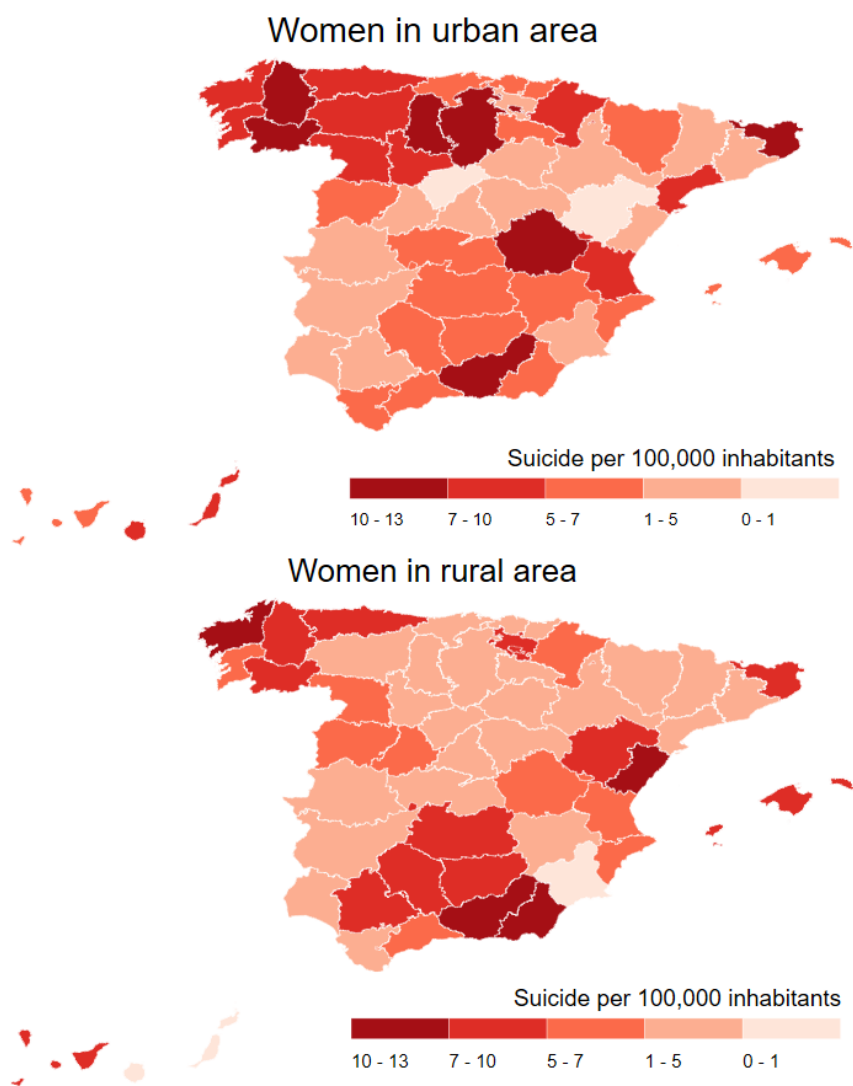 Women in urban area
Suicide per 100,000 inhabitants
10 - 13 7 - 10 5 - 7 1 - 5 0 - 1
Women in rural area
Suicide per 100,000 inhabitants
10 - 13 7 - 10 5 - 7 1 - 5 0 - 1